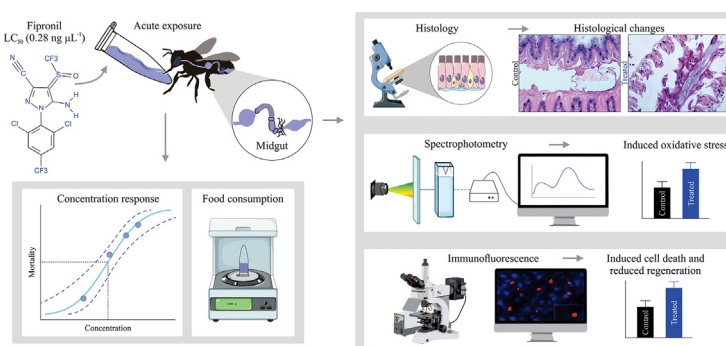 Fipronil
LC₅₀ (0.28 ng µL⁻¹)
Acute exposure
CF3
N
S
O
N
N
NH
H
Cl
Cl
CF3
Midgut
Concentration response
Mortality
Concentration
Food consumption
Histology
Histological changes
Control
Treated
Spectrophotometry
Induced oxidative stress
Control
Treated
Immunofluorescence
Induced cell death and
reduced regeneration
Control
Treated